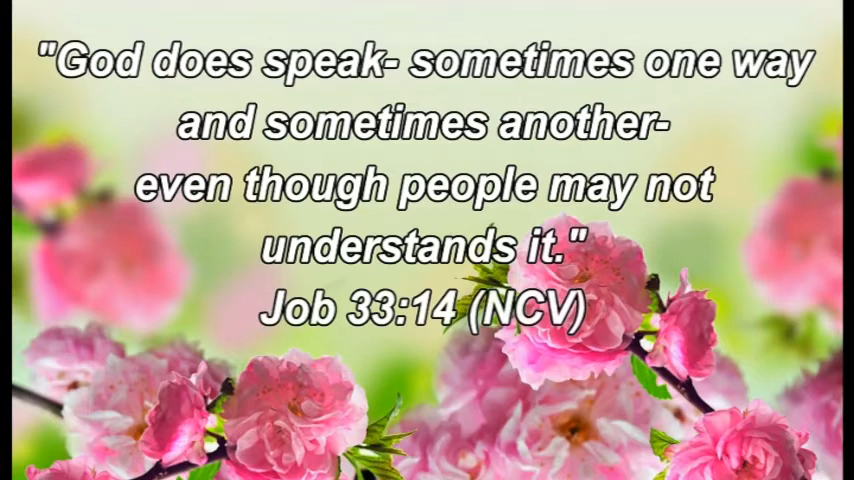 "God does speak- sometimes one way
and sometimes another-
even though people may not
understands it."
Job 33:14 (NCV)